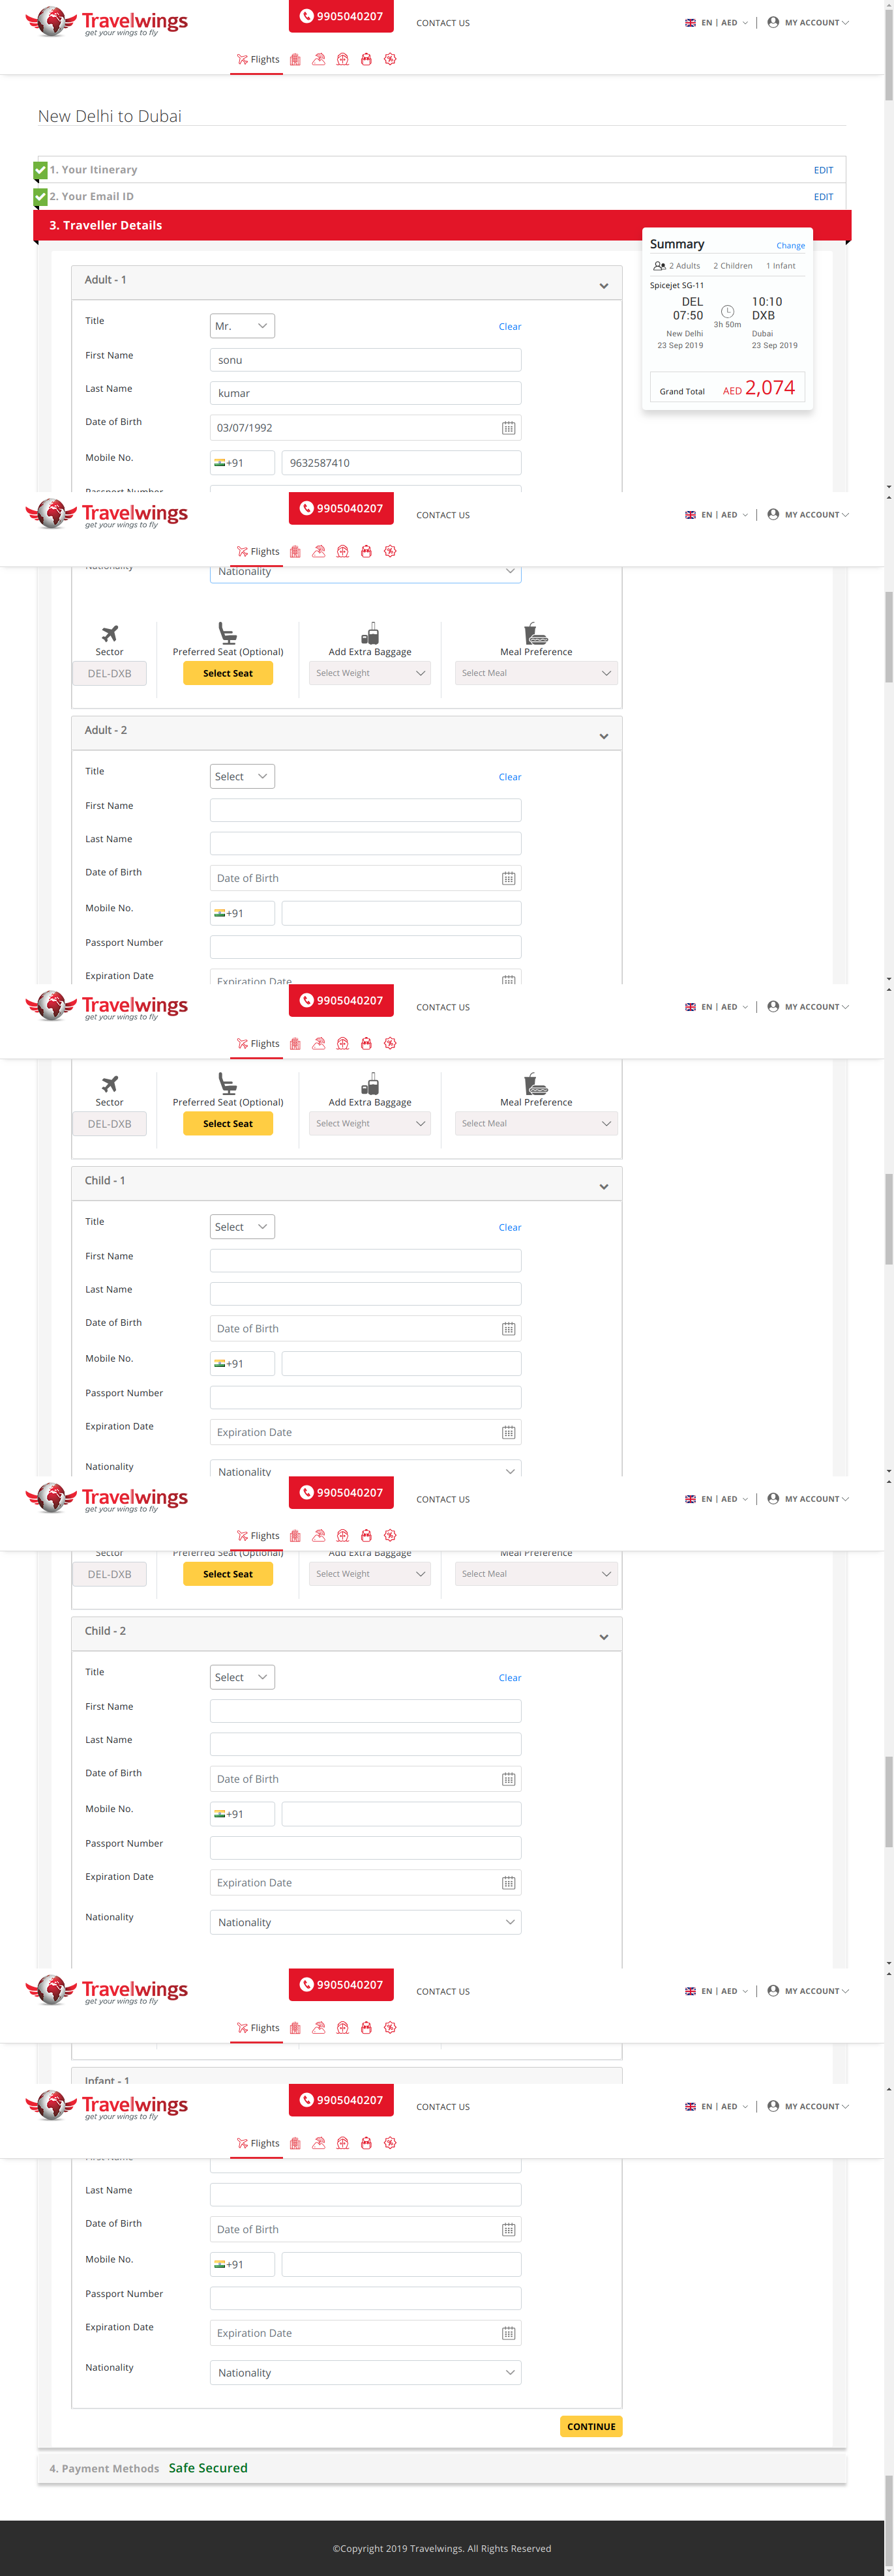 Travelwings
get your wings to fly
9905040207
CONTACT US
EN | AED
MY ACCOUNT
Flights
New Delhi to Dubai
1. Your Itinerary
EDIT
2. Your Email ID
EDIT
3. Traveller Details
Summary
Change
2 Adults 2 Children 1 Infant
Spicejet SG-11
DEL 10:10
07:50 DXB
3h 50m
New Delhi Dubai
23 Sep 2019 23 Sep 2019
Grand Total AED 2,074
Adult - 1
Title Mr. Clear
First Name sonu
Last Name kumar
Date of Birth 03/07/1992
Mobile No. +91 9632587410
Passport Number
Travelwings
get your wings to fly
9905040207
CONTACT US
EN | AED
MY ACCOUNT
Flights
Nationality Nationality
Sector Preferred Seat (Optional) Add Extra Baggage Meal Preference
DEL-DXB Select Seat Select Weight Select Meal
Adult - 2
Title Select Clear
First Name
Last Name
Date of Birth Date of Birth
Mobile No. +91
Passport Number
Expiration Date Expiration Date
Travelwings
get your wings to fly
9905040207
CONTACT US
EN | AED
MY ACCOUNT
Flights
Sector Preferred Seat (Optional) Add Extra Baggage Meal Preference
DEL-DXB Select Seat Select Weight Select Meal
Child - 1
Title Select Clear
First Name
Last Name
Date of Birth Date of Birth
Mobile No. +91
Passport Number
Expiration Date Expiration Date
Nationality Nationality
Travelwings
get your wings to fly
9905040207
CONTACT US
EN | AED
MY ACCOUNT
Flights
Sector Preferred Seat (Optional) Add Extra Baggage Meal Preference
DEL-DXB Select Seat Select Weight Select Meal
Child - 2
Title Select Clear
First Name
Last Name
Date of Birth Date of Birth
Mobile No. +91
Passport Number
Expiration Date Expiration Date
Nationality Nationality
Travelwings
get your wings to fly
9905040207
CONTACT US
EN | AED
MY ACCOUNT
Flights
Infant - 1
Travelwings
get your wings to fly
9905040207
CONTACT US
EN | AED
MY ACCOUNT
Flights
First Name
Last Name
Date of Birth Date of Birth
Mobile No. +91
Passport Number
Expiration Date Expiration Date
Nationality Nationality
CONTINUE
4. Payment Methods Safe Secured
©Copyright 2019 Travelwings. All Rights Reserved